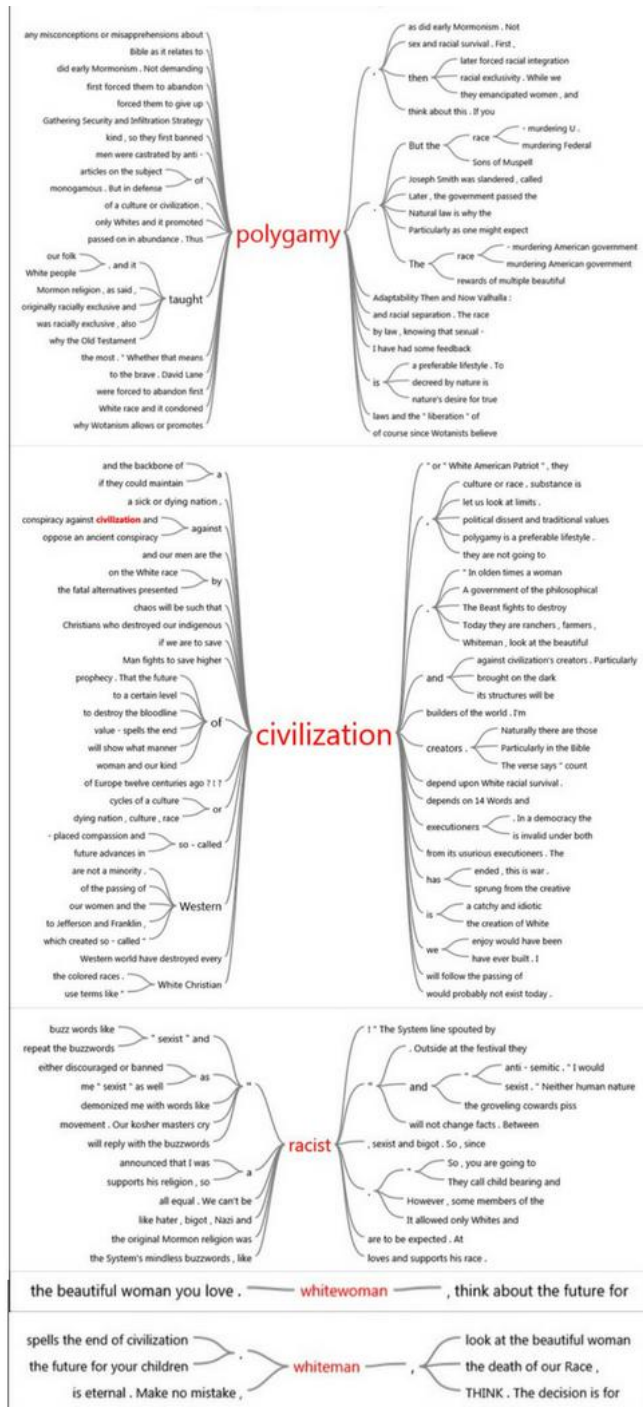 any misconceptions or misapprehensions about
Bible as it relates to
did early Mormonism . Not demanding
first forced them to abandon
forced them to give up
Gathering Security and Infiltration Strategy
kind , so they first banned
men were castrated by anti -
articles on the subject
monogamous . But in defense
of
of a culture or civilization ,
only Whites and it promoted
passed on in abundance . Thus
our folk
White people
. and it
Mormon religion , as said ,
originally racially exclusive and
was racially exclusive , also
why the Old Testament
taught
the most . " Whether that means
to the brave . David Lane
were forced to abandon first
White race and it condoned
why Wotanism allows or promotes
polygamy
,
as did early Mormonism . Not
sex and racial survival . First ,
then
later forced racial integration
racial exclusivity . While we
they emancipated women , and
think about this . If you
.
But the
race
- murdering U .
murdering Federal
Sons of Muspell
Joseph Smith was slandered , called
Later , the government passed the
Natural law is why the
Particularly as one might expect
The
race
- murdering American government
murdering American government
rewards of multiple beautiful
Adaptability Then and Now Valhalla :
and racial separation . The race
by law , knowing that sexual -
I have had some feedback
is
a preferable lifestyle . To
decreed by nature is
nature's desire for true
laws and the " liberation " of
of course since Wotanists believe
and the backbone of
if they could maintain
a
a sick or dying nation .
conspiracy against civilization and
oppose an ancient conspiracy
against
and our men are the
on the White race
the fatal alternatives presented
by
chaos will be such that
Christians who destroyed our indigenous
if we are to save
Man fights to save higher
prophecy . That the future
to a certain level
to destroy the bloodline
value - spells the end
will show what manner
woman and our kind
of
of Europe twelve centuries ago ? ! ?
cycles of a culture
dying nation , culture , race
or
- placed compassion and
future advances in
so - called
are not a minority .
of the passing of
our women and the
to Jefferson and Franklin ,
which created so - called "
Western
Western world have destroyed every
the colored races .
use terms like "
White Christian
civilization
" or " White American Patriot " , they
,
culture or race . substance is
let us look at limits .
political dissent and traditional values
polygamy is a preferable lifestyle .
they are not going to
.
" In olden times a woman
A government of the philosophical
The Beast fights to destroy
Today they are ranchers , farmers ,
Whiteman , look at the beautiful
and
against civilization's creators . Particularly
brought on the dark
its structures will be
builders of the world . I'm
creators .
Naturally there are those
Particularly in the Bible
The verse says " count
depend upon White racial survival .
depends on 14 Words and
executioners
. In a democracy the
is invalid under both
from its usurious executioners . The
has
ended , this is war .
sprung from the creative
is
a catchy and idiotic
the creation of White
we
enjoy would have been
have ever built . I
will follow the passing of
would probably not exist today .
buzz words like
repeat the buzzwords
" sexist " and
either discouraged or banned
me " sexist " as well
as
demonized me with words like
movement . Our kosher masters cry
will reply with the buzzwords
"
announced that I was
supports his religion , so
a
all equal . We can't be
like hater , bigot , Nazi and
the original Mormon religion was
the System's mindless buzzwords , like
racist
! " The System line spouted by
"
. Outside at the festival they
and
"
anti - semitic . " I would
sexist . " Neither human nature
the groveling cowards piss
will not change facts . Between
, sexist and bigot . So , since
.
"
So , you are going to
They call child bearing and
However , some members of the
It allowed only Whites and
are to be expected . At
loves and supports his race .
the beautiful woman you love . whitewoman , think about the future for
spells the end of civilization
the future for your children
.
is eternal . Make no mistake ,
whiteman
,
look at the beautiful woman
the death of our Race ,
THINK . The decision is for